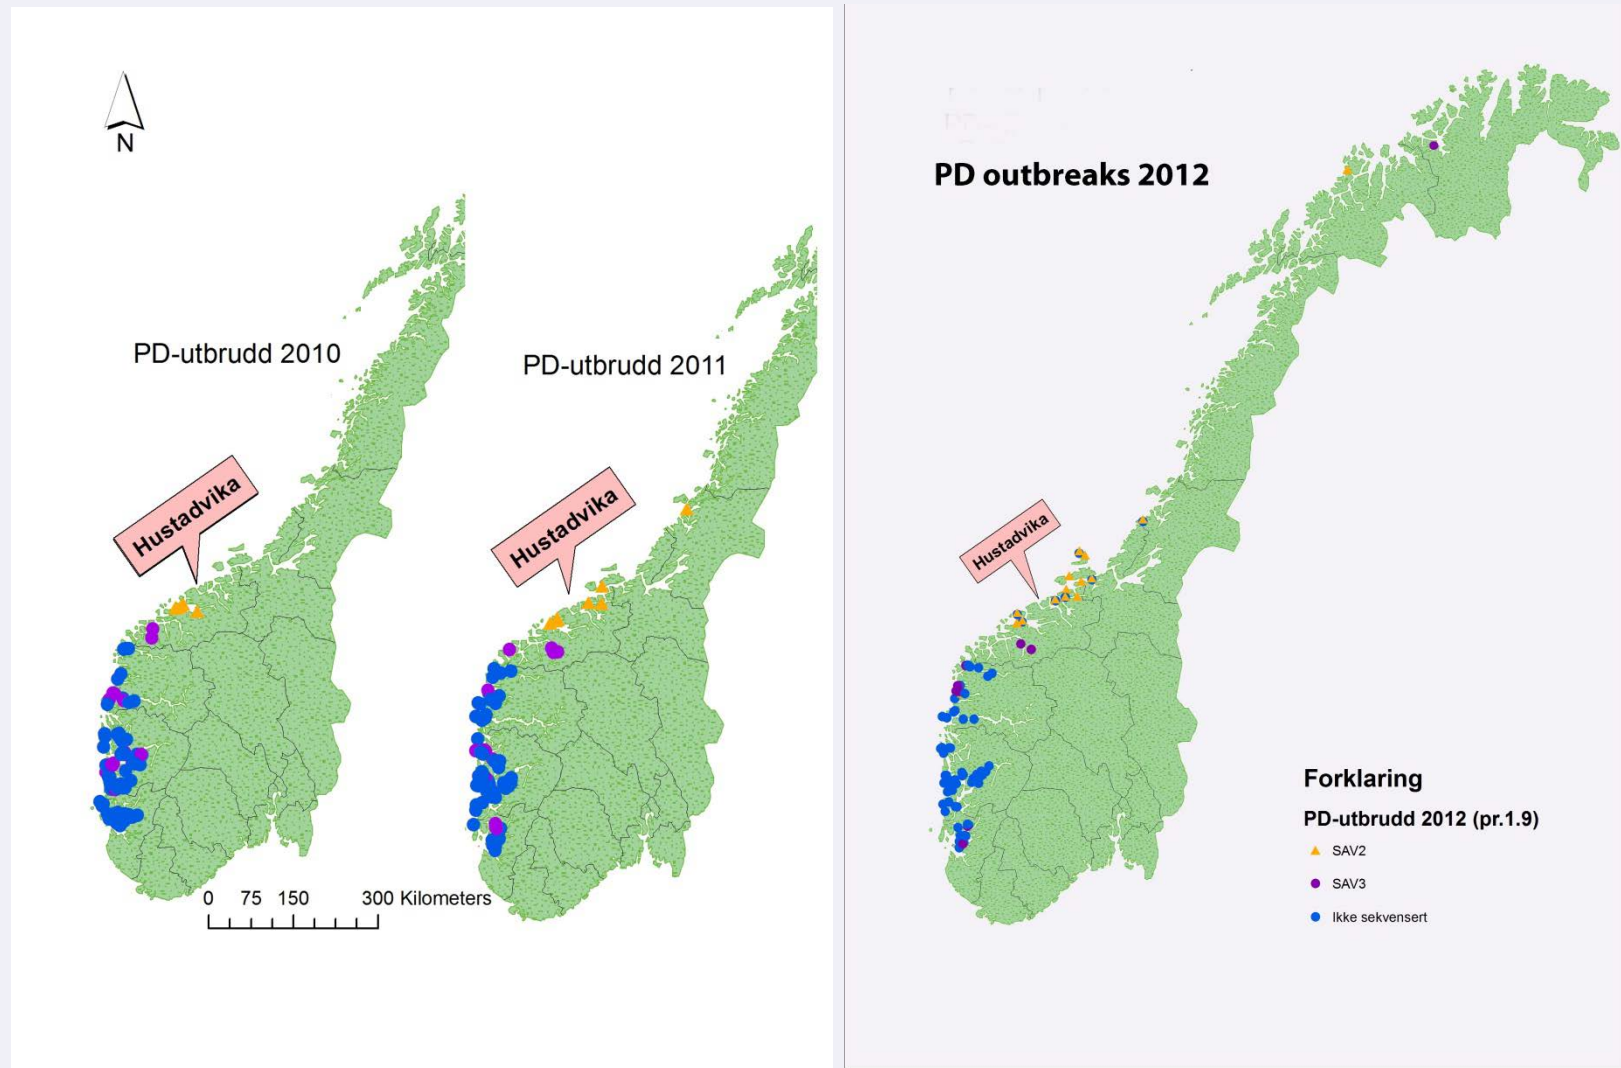 N
PD-utbrudd 2010
Hustadvika
0 75 150 300 Kilometers
PD-utbrudd 2011
Hustadvika
PD outbreaks 2012
Hustadvika
Forklaring
PD-utbrudd 2012 (pr.1.9)
SAV2
SAV3
Ikke sekvensert